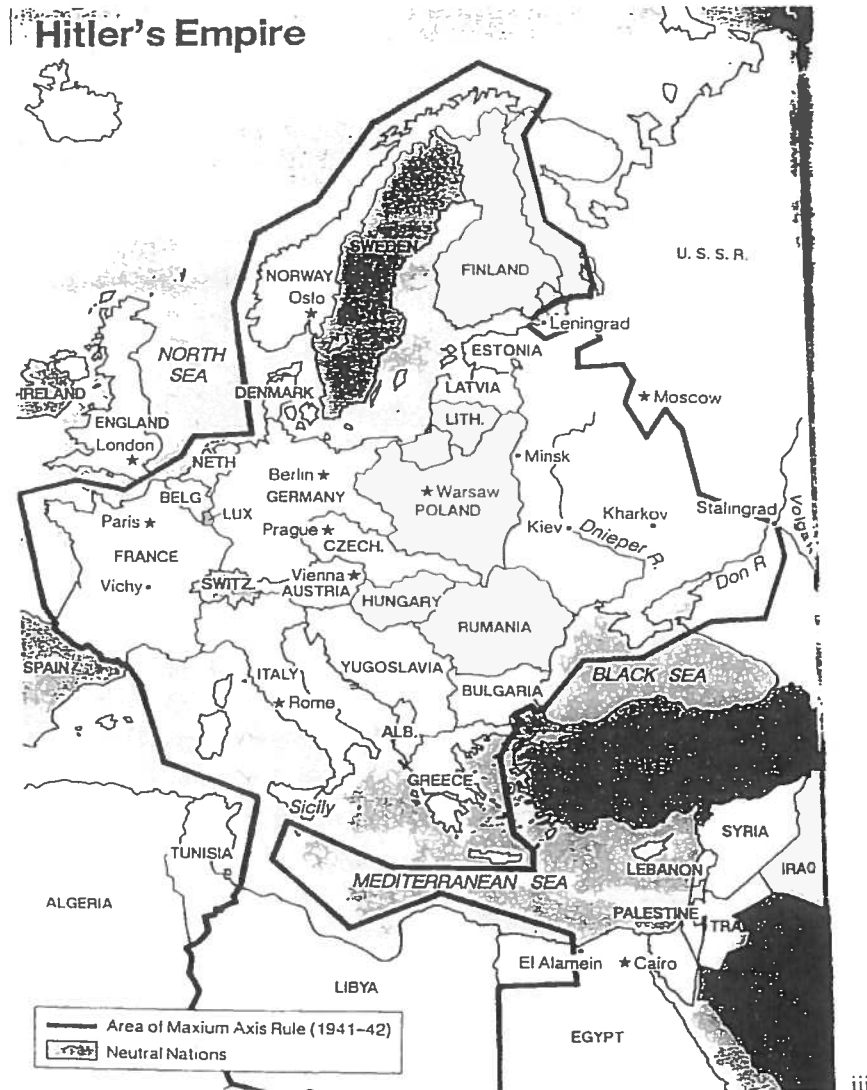 Hitler's Empire
U.S.S.R.
SWEDEN
FINLAND
NORWAY
Oslo
Leningrad
NORTH
SEA
ESTONIA
IRELAND
DENMARK
LATVIA
Moscow
ENGLAND
LITH.
London
NETH
Minsk
Berlin
GERMANY
Warsaw
POLAND
BELG
Stalingrad
Volga
Paris
LUX
Kharkov
Kiev
Dnieper R.
Prague
CZECH.
FRANCE
Don R
Vichy
SWITZ.
Vienna
AUSTRIA
HUNGARY
RUMANIA
SPAIN
ITALY
YUGOSLAVIA
BLACK SEA
Rome
BULGARIA
ALB.
GREECE
Sicily
SYRIA
TUNISIA
LEBANON
IRAQ
MEDITERRANEAN SEA
ALGERIA
PALESTINE
TRA
El Alamein
Cairo
LIBYA
EGYPT
Area of Maxium Axis Rule (1941-42)
Neutral Nations
iii